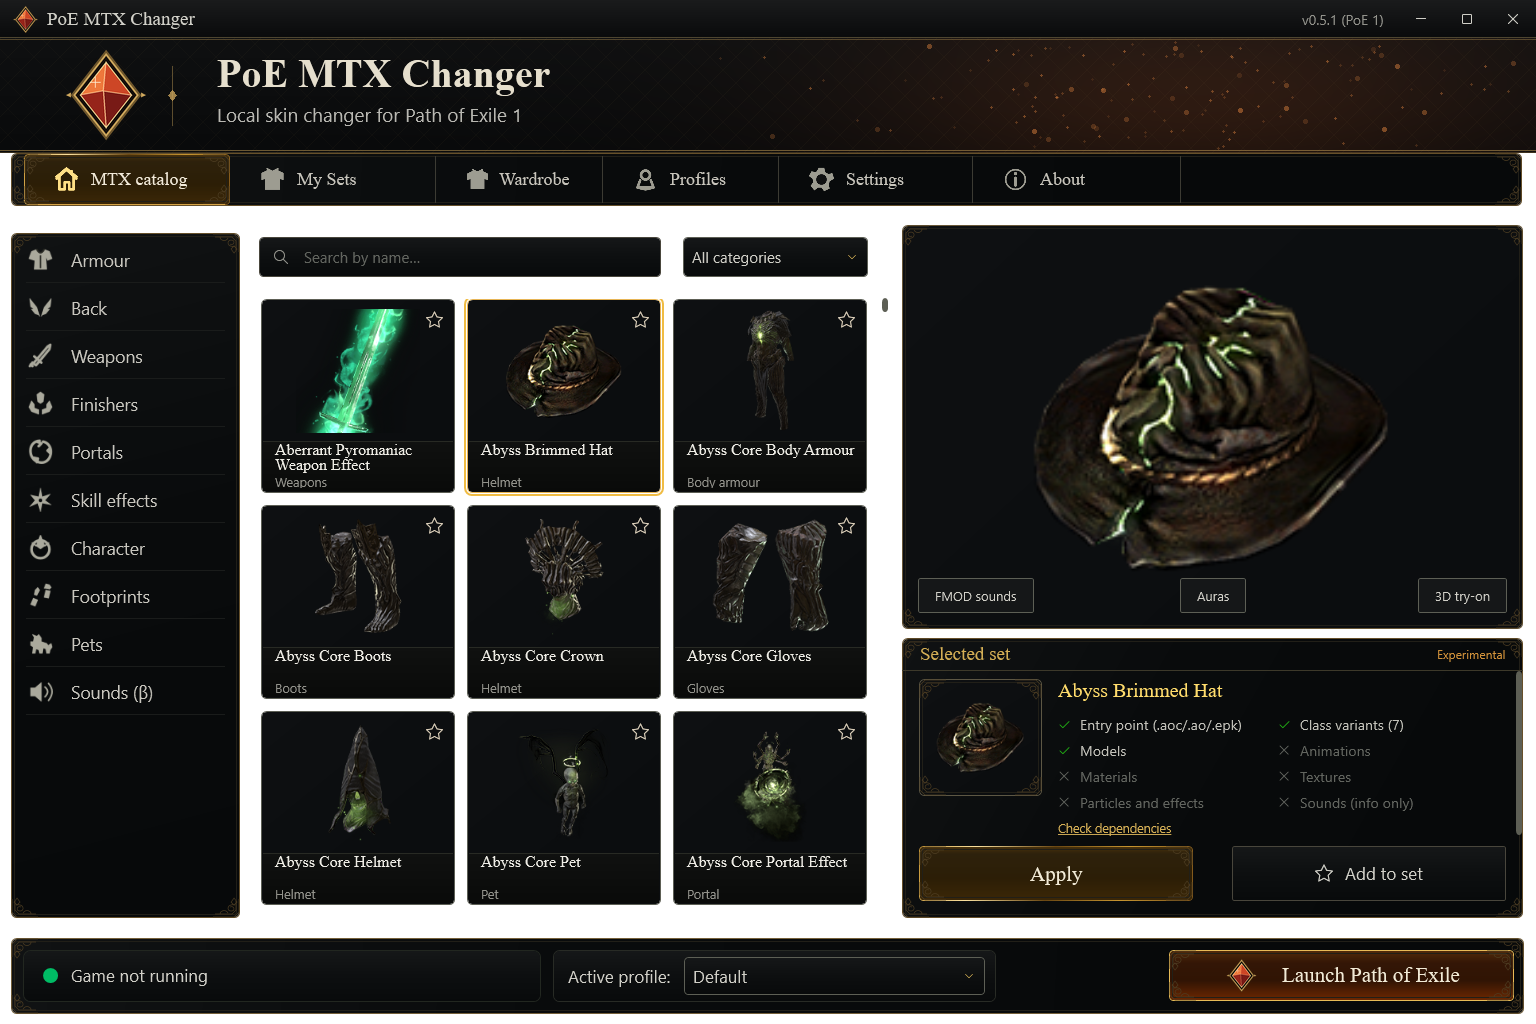 PoE MTX Changer
v0.5.1 (PoE 1)
PoE MTX Changer
Local skin changer for Path of Exile 1
MTX catalog
My Sets
Wardrobe
Profiles
Settings
About
Armour
Back
Weapons
Finishers
Portals
Skill effects
Character
Footprints
Pets
Sounds (β)
Search by name...
All categories
Aberrant Pyromaniac
Weapon Effect
Weapons
Abyss Brimmed Hat
Helmet
Abyss Core Body Armour
Body armour
Abyss Core Boots
Boots
Abyss Core Crown
Helmet
Abyss Core Gloves
Gloves
Abyss Core Helmet
Helmet
Abyss Core Pet
Pet
Abyss Core Portal Effect
Portal
FMOD sounds
Auras
3D try-on
Selected set
Experimental
Abyss Brimmed Hat
Entry point (.aoc/.ao/.epk)
Class variants (7)
Models
Animations
Materials
Textures
Particles and effects
Sounds (info only)
Check dependencies
Apply
Add to set
Game not running
Active profile:
Default
Launch Path of Exile